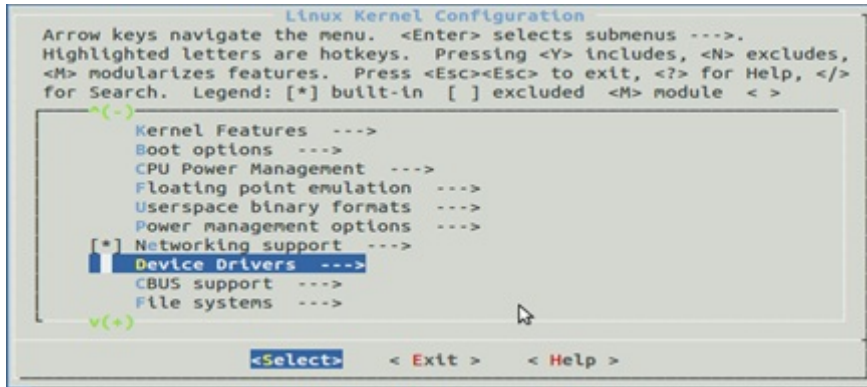 Linux Kernel Configuration
Arrow keys navigate the menu.  <Enter> selects submenus --->.
Highlighted letters are hotkeys.  Pressing <Y> includes, <N> excludes,
<M> modularizes features.  Press <Esc><Esc> to exit, <?> for Help, </>
for Search.  Legend: [*] built-in  [ ] excluded  <M> module  < >
^(-)
Kernel Features  --->
Boot options  --->
CPU Power Management  --->
Floating point emulation  --->
Userspace binary formats  --->
Power management options  --->
[*] Networking support  --->
Device Drivers  --->
CBUS support  --->
File systems  --->
v(+)
<Select>    < Exit >    < Help >